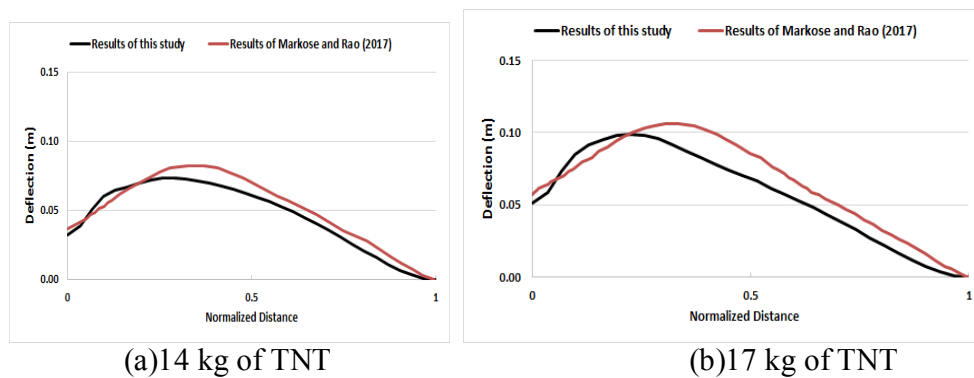 Results of this study Results of Markose and Rao (2017)
0.15
0.10
0.05
0.00
Deflection (m)
0 0.5 1
Normalized Distance
(a)14 kg of TNT
Results of this study Results of Markose and Rao (2017)
0.15
0.10
0.05
0.00
Deflection (m)
0 0.5 1
Normalized Distance
(b)17 kg of TNT